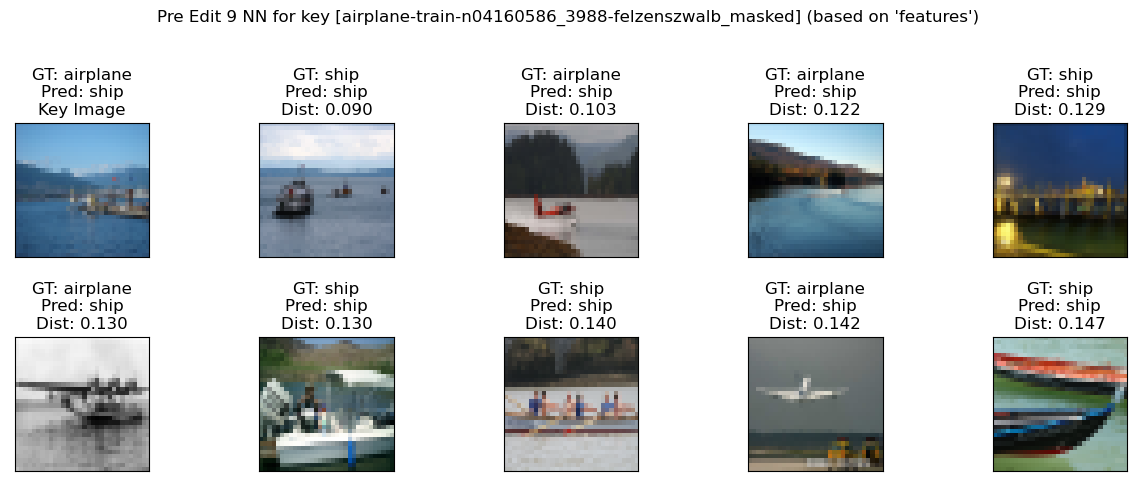 Pre Edit 9 NN for key [airplane-train-n04160586_3988-felzenszwalb_masked] (based on 'features')
GT: airplane
Pred: ship
Key Image
GT: ship
Pred: ship
Dist: 0.090
GT: airplane
Pred: ship
Dist: 0.103
GT: airplane
Pred: ship
Dist: 0.122
GT: ship
Pred: ship
Dist: 0.129
GT: airplane
Pred: ship
Dist: 0.130
GT: ship
Pred: ship
Dist: 0.130
GT: ship
Pred: ship
Dist: 0.140
GT: airplane
Pred: ship
Dist: 0.142
GT: ship
Pred: ship
Dist: 0.147